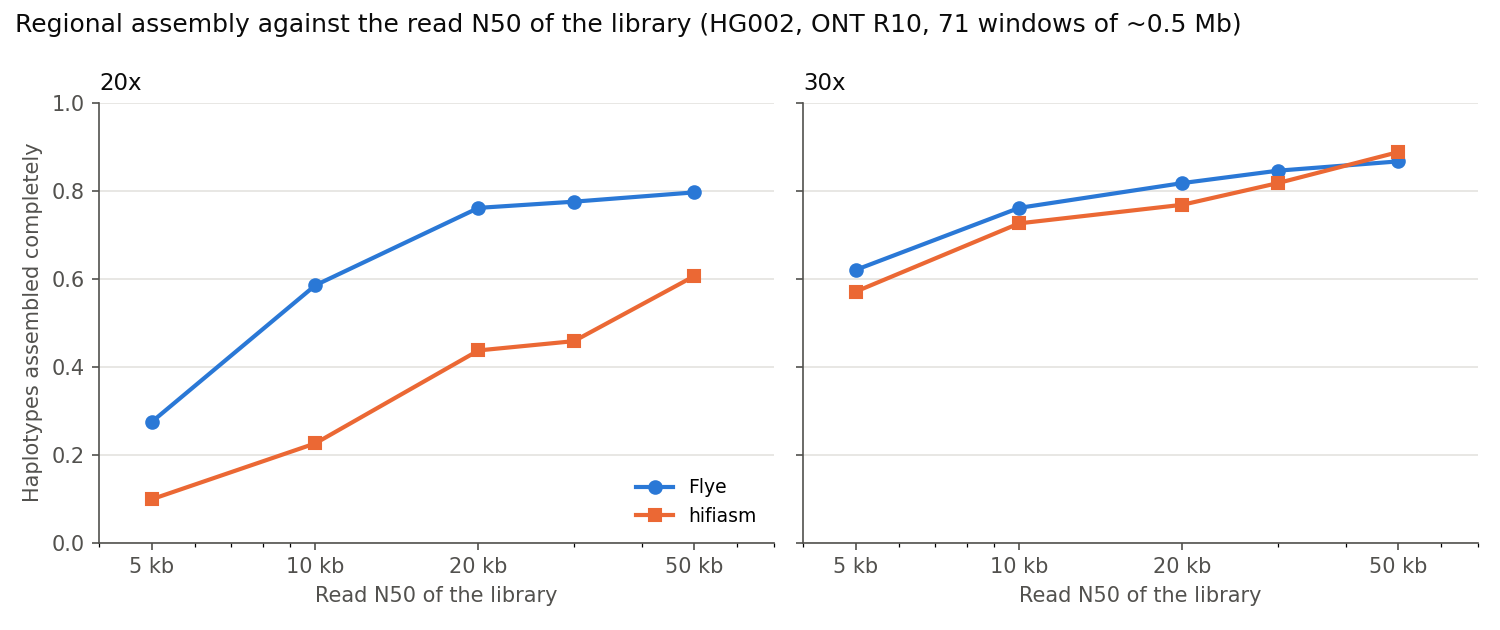 Regional assembly against the read N50 of the library (HG002, ONT R10, 71 windows of ~0.5 Mb)
20x
30x
Haplotypes assembled completely
1.0
0.8
0.6
0.4
0.2
0.0
Flye
hifiasm
5 kb
10 kb
20 kb
50 kb
5 kb
10 kb
20 kb
50 kb
Read N50 of the library
Read N50 of the library